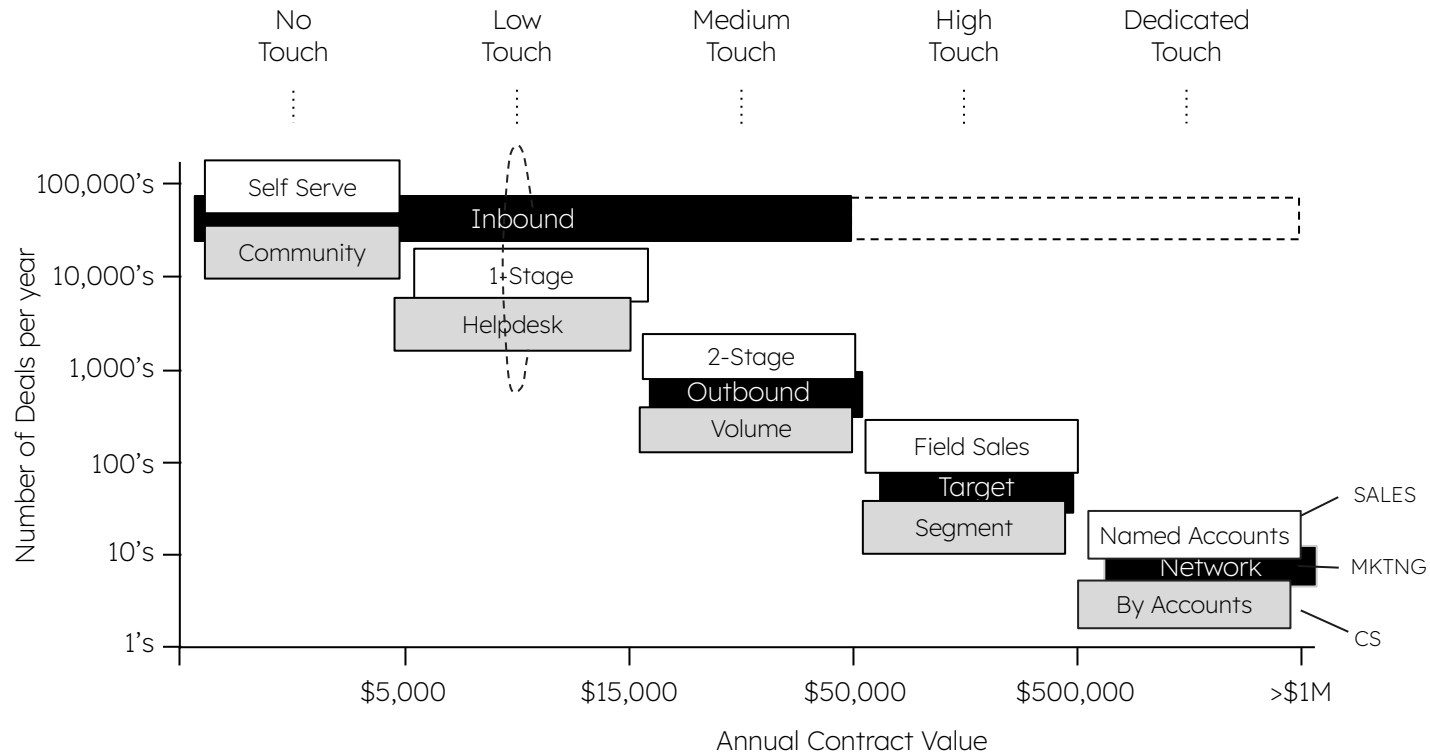 No
Touch
Low
Touch
Medium
Touch
High
Touch
Dedicated
Touch
Number of Deals per year
100,000's
10,000's
1,000's
100's
10's
1's
Self Serve
Inbound
Community
1-Stage
Helpdesk
2-Stage
Outbound
Volume
Field Sales
Target
Segment
Named Accounts
Network
By Accounts
SALES
MKTNG
CS
$5,000
$15,000
$50,000
$500,000
>$1M
Annual Contract Value